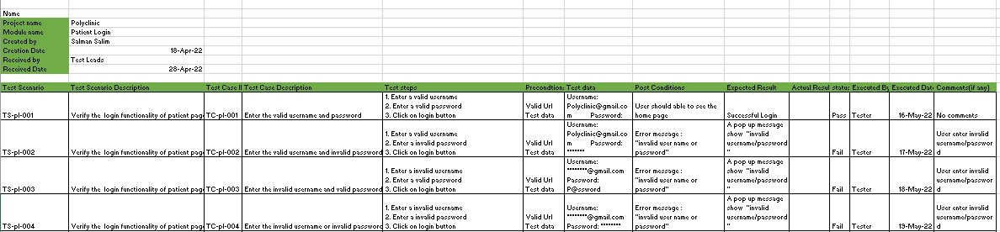 Name
Project name Polyclinic
Module name Patient Login
Created by Salman Salim
Creation Date 18-Apr-22
Received by Test Leads
Received Date 28-Apr-22
Test Scenario Test Scenario Description Test Case I Test Case Description Test steps Precondtion: Test data Post Conditions Expected Result Actual Resul status Executed By Executed Date Comments(if any)
TS-pl-001 Verify the login functionality of patient page TC-pl-001 Enter the valid username and password
1. Enter a valid username
2. Enter a valid password
3. Click on login button
Valid Url
Test data
Username:
Polyclinic@gmail.co
m Password:
User should able to see the
home page
Successful Login
Pass Tester 16-May-22 No comments
TS-pl-002 Verify the login functionality of patient page TC-pl-002 Enter the valid username and invalid password
1. Enter a valid username
2. Enter a invalid password
3. Click on login button
Valid Url
Test data
Username:
Polyclinic@gmail.co
m Password:
*******
Error message :
"invalid user name or
password"
A pop up message
show "invalid
username/password
"
Fail Tester 17-May-22
User enter invalid
username/passwor
d
TS-pl-003 Verify the login functionality of patient page TC-pl-003 Enter the invalid username and valid password
1. Enter a invalid username
2. Enter a valid password
3. Click on login button
Valid Url
Test data
Username:
********@gmail.com
Password:
P@ssword
Error message :
"invalid user name or
password"
A pop up message
show "invalid
username/password
"
Fail Tester 18-May-22
User enter invalid
username/passwor
d
TS-pl-004 Verify the login functionality of patient page TC-pl-004 Enter the invalid username or invalid password
1. Enter a invalid username
2. Enter a invalid password
3. Click on login button
Valid Url
Test data
Username:
********@gmail.com
Password: ********
Error message :
"invalid user name or
password"
A pop up message
show "invalid
username/password
"
Fail Tester 19-May-22
User enter invalid
username/passwor
d